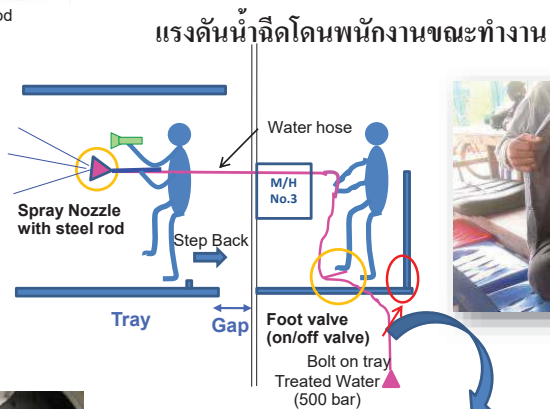 แรงดันน้ำฉีดโดนพนักงานขณะทำงาน
Water hose
M/H
No.3
Spray Nozzle
with steel rod
Step Back
Tray
Gap
Foot valve
(on/off valve)
Bolt on tray
Treated Water
(500 bar)